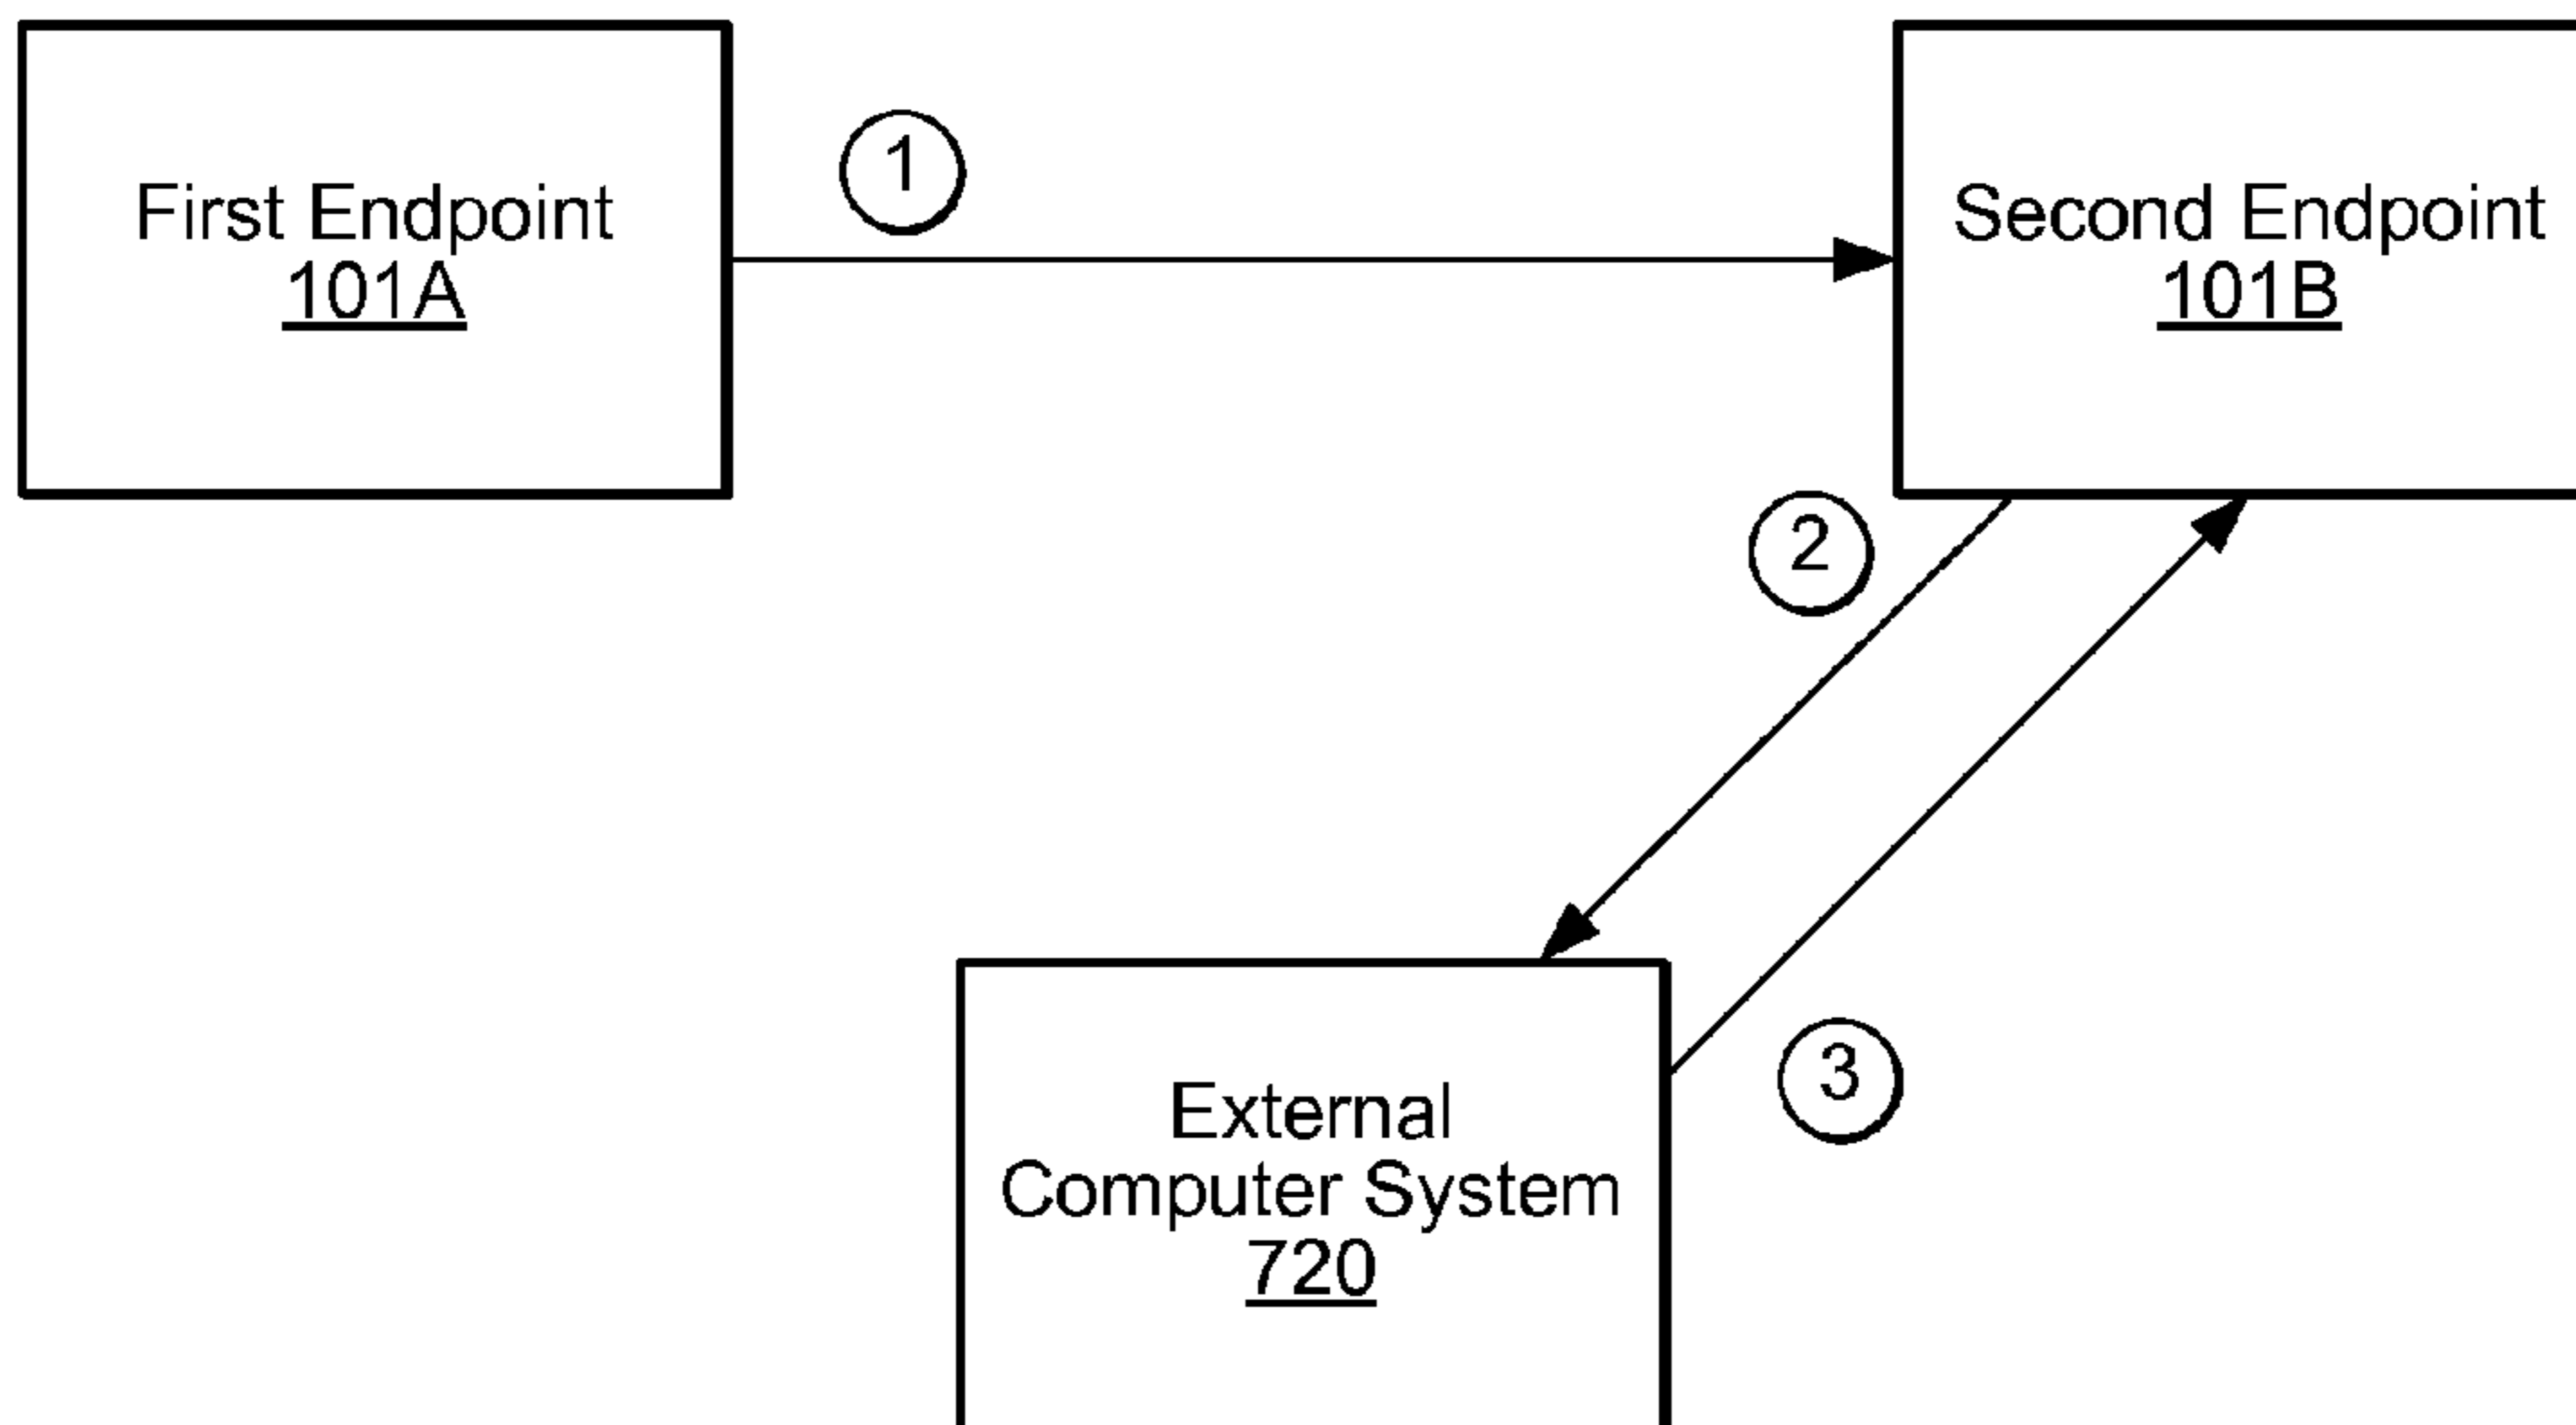 First Endpoint
101A
1
Second Endpoint
101B
2
External
Computer System
720
3